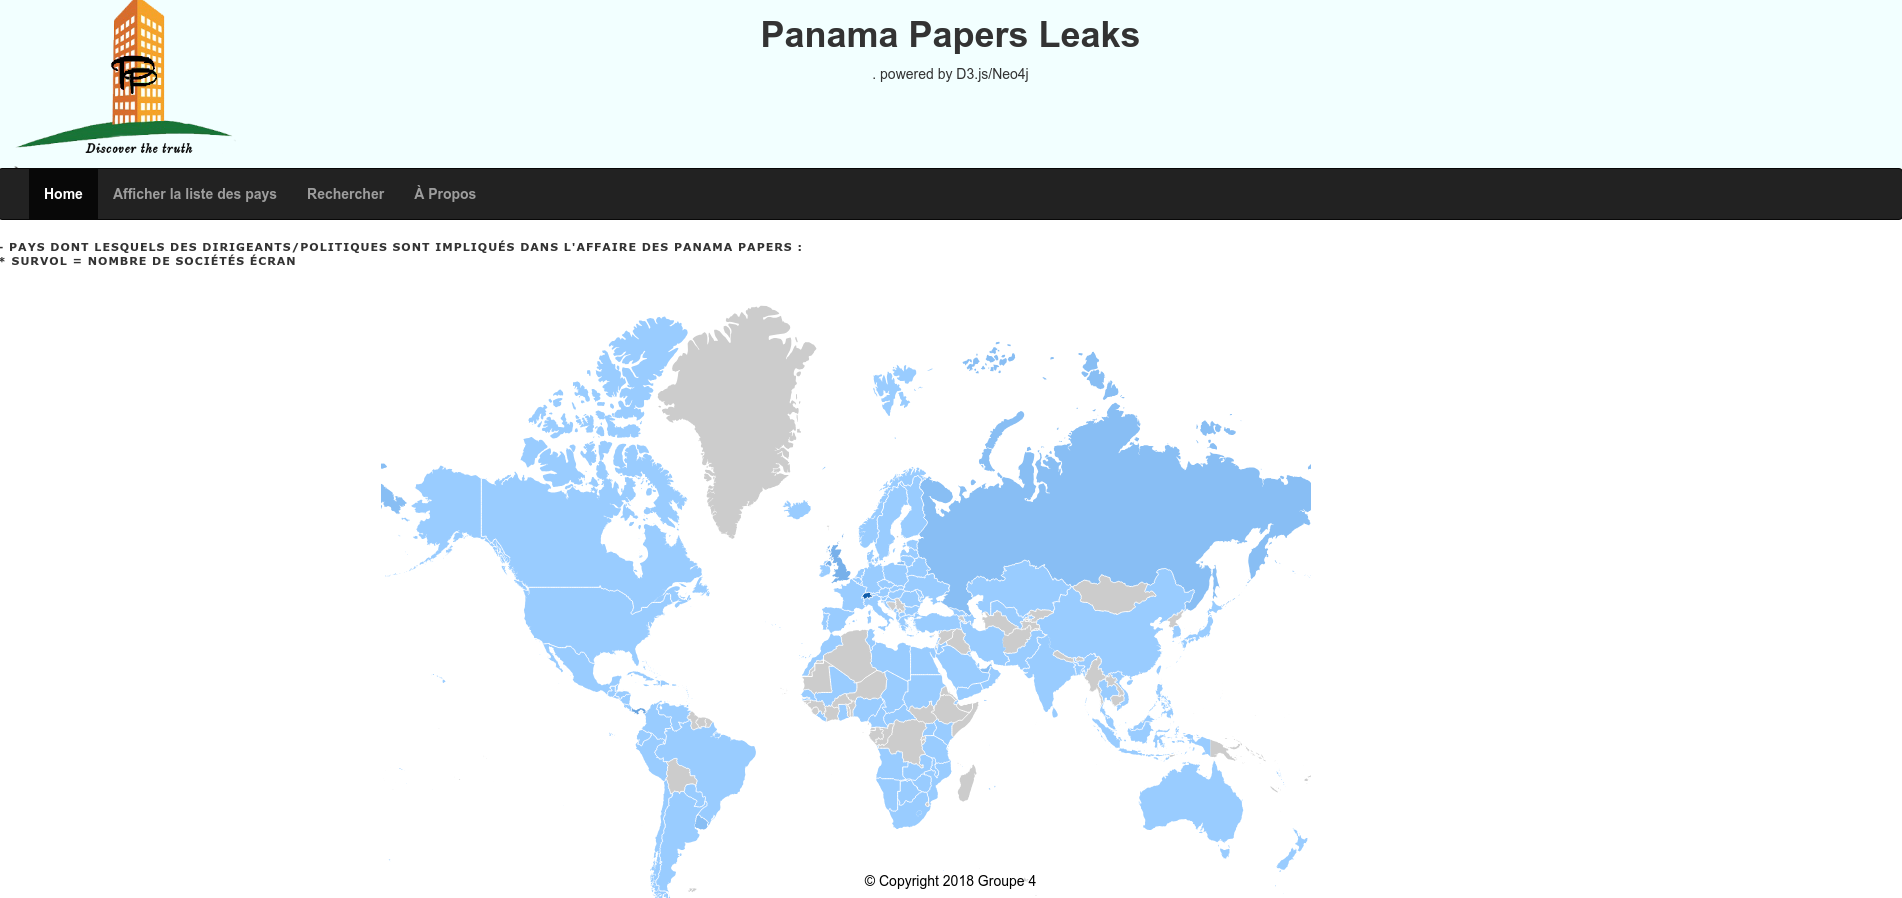 Panama Papers Leaks
. powered by D3.js/Neo4j
TP
Discover the truth
Home Afficher la liste des pays Rechercher À Propos
- PAYS DONT LESQUELS DES DIRIGEANTS/POLITIQUES SONT IMPLIQUÉS DANS L'AFFAIRE DES PANAMA PAPERS :
* SURVOL = NOMBRE DE SOCIÉTÉS ÉCRAN
© Copyright 2018 Groupe 4